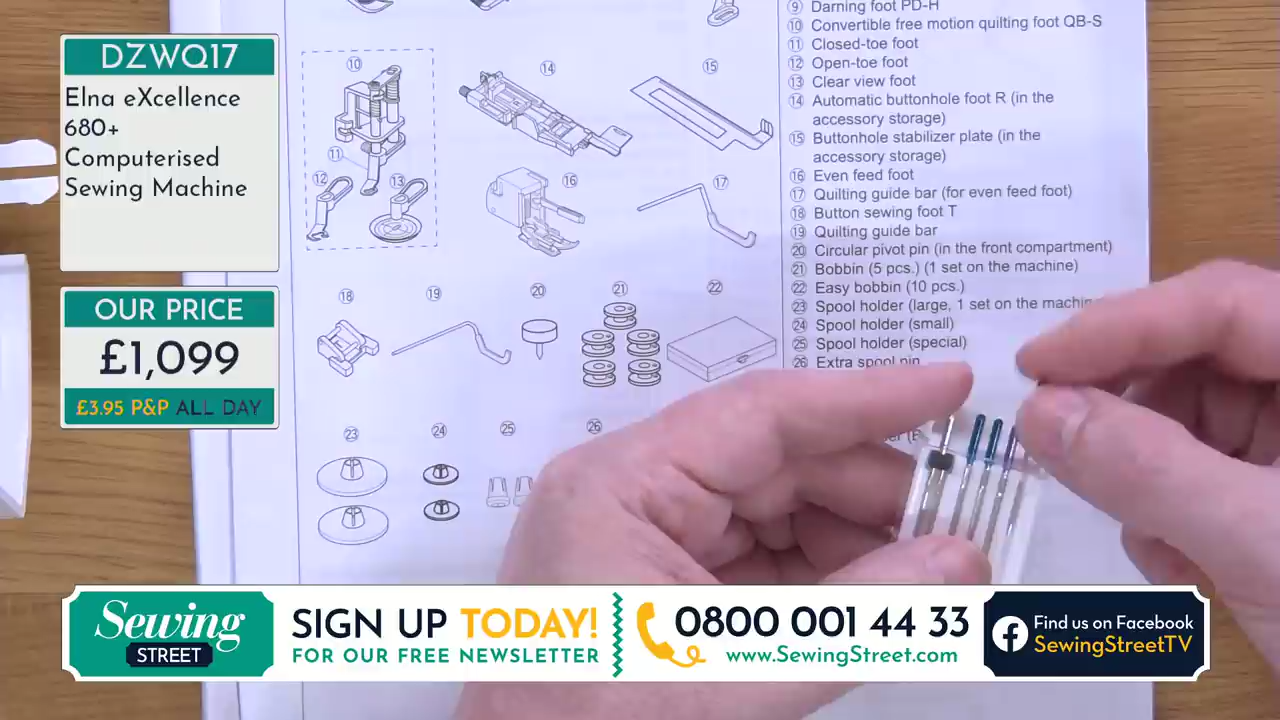 DZWQ17
Elna eXcellence
680+
Computerised
Sewing Machine
OUR PRICE
£1,099
£3.95 P&P ALL DAY
⑩
⑭
⑮
⑪
⑫
⑬
⑯
⑰
⑱
⑲
⑳
㉑
㉒
㉓
㉔
㉕
㉖
⑨ Darning foot PD-H
⑩ Convertible free motion quilting foot QB-S
⑪ Closed-toe foot
⑫ Open-toe foot
⑬ Clear view foot
⑭ Automatic buttonhole foot R (in the
accessory storage)
⑮ Buttonhole stabilizer plate (in the
accessory storage)
⑯ Even feed foot
⑰ Quilting guide bar (for even feed foot)
⑱ Button sewing foot T
⑲ Quilting guide bar
⑳ Circular pivot pin (in the front compartment)
㉑ Bobbin (5 pcs.) (1 set on the machine)
㉒ Easy bobbin (10 pcs.)
㉓ Spool holder (large, 1 set on the machin
㉔ Spool holder (small)
㉕ Spool holder (special)
㉖ Extra spool pin
Sewing
STREET
SIGN UP TODAY!
FOR OUR FREE NEWSLETTER
0800 001 44 33
www.SewingStreet.com
Find us on Facebook
SewingStreetTV